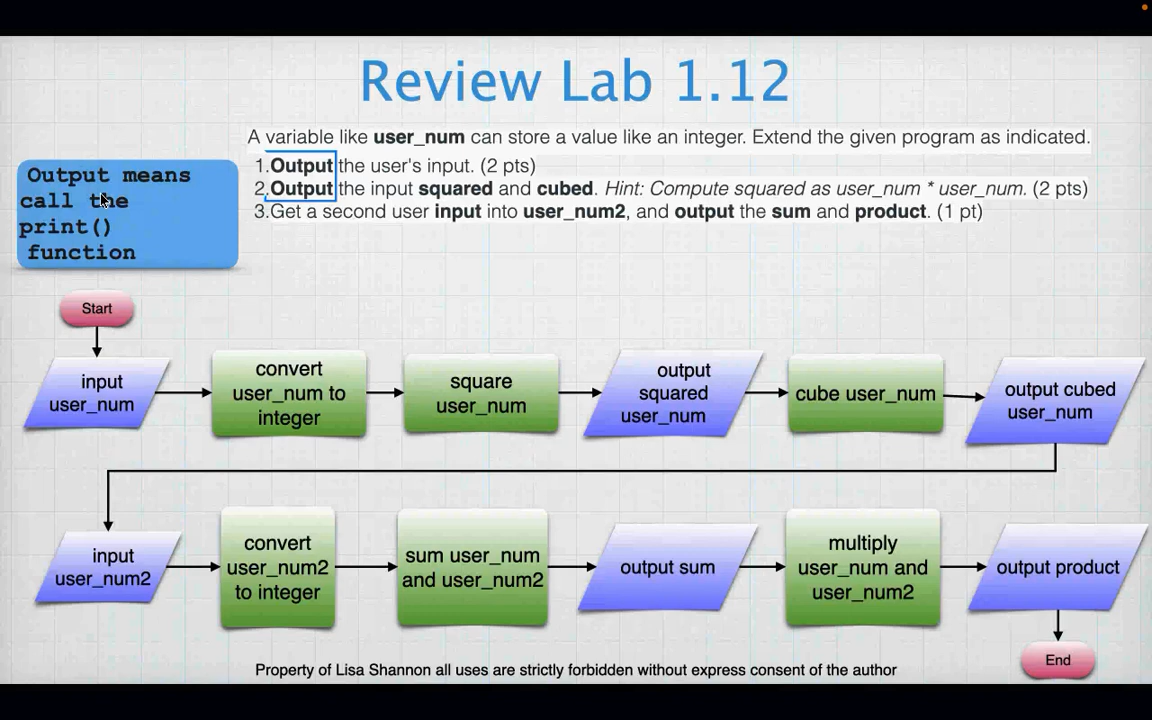 Review Lab 1.12
A variable like user_num can store a value like an integer. Extend the given program as indicated.
1.Output the user's input. (2 pts)
2.Output the input squared and cubed. Hint: Compute squared as user_num * user_num. (2 pts)
3.Get a second user input into user_num2, and output the sum and product. (1 pt)
Output means
call the
print()
function
Start
input
user_num
convert
user_num to
integer
square
user_num
output
squared
user_num
cube user_num
output cubed
user_num
input
user_num2
convert
user_num2
to integer
sum user_num
and user_num2
output sum
multiply
user_num and
user_num2
output product
End
Property of Lisa Shannon all uses are strictly forbidden without express consent of the author